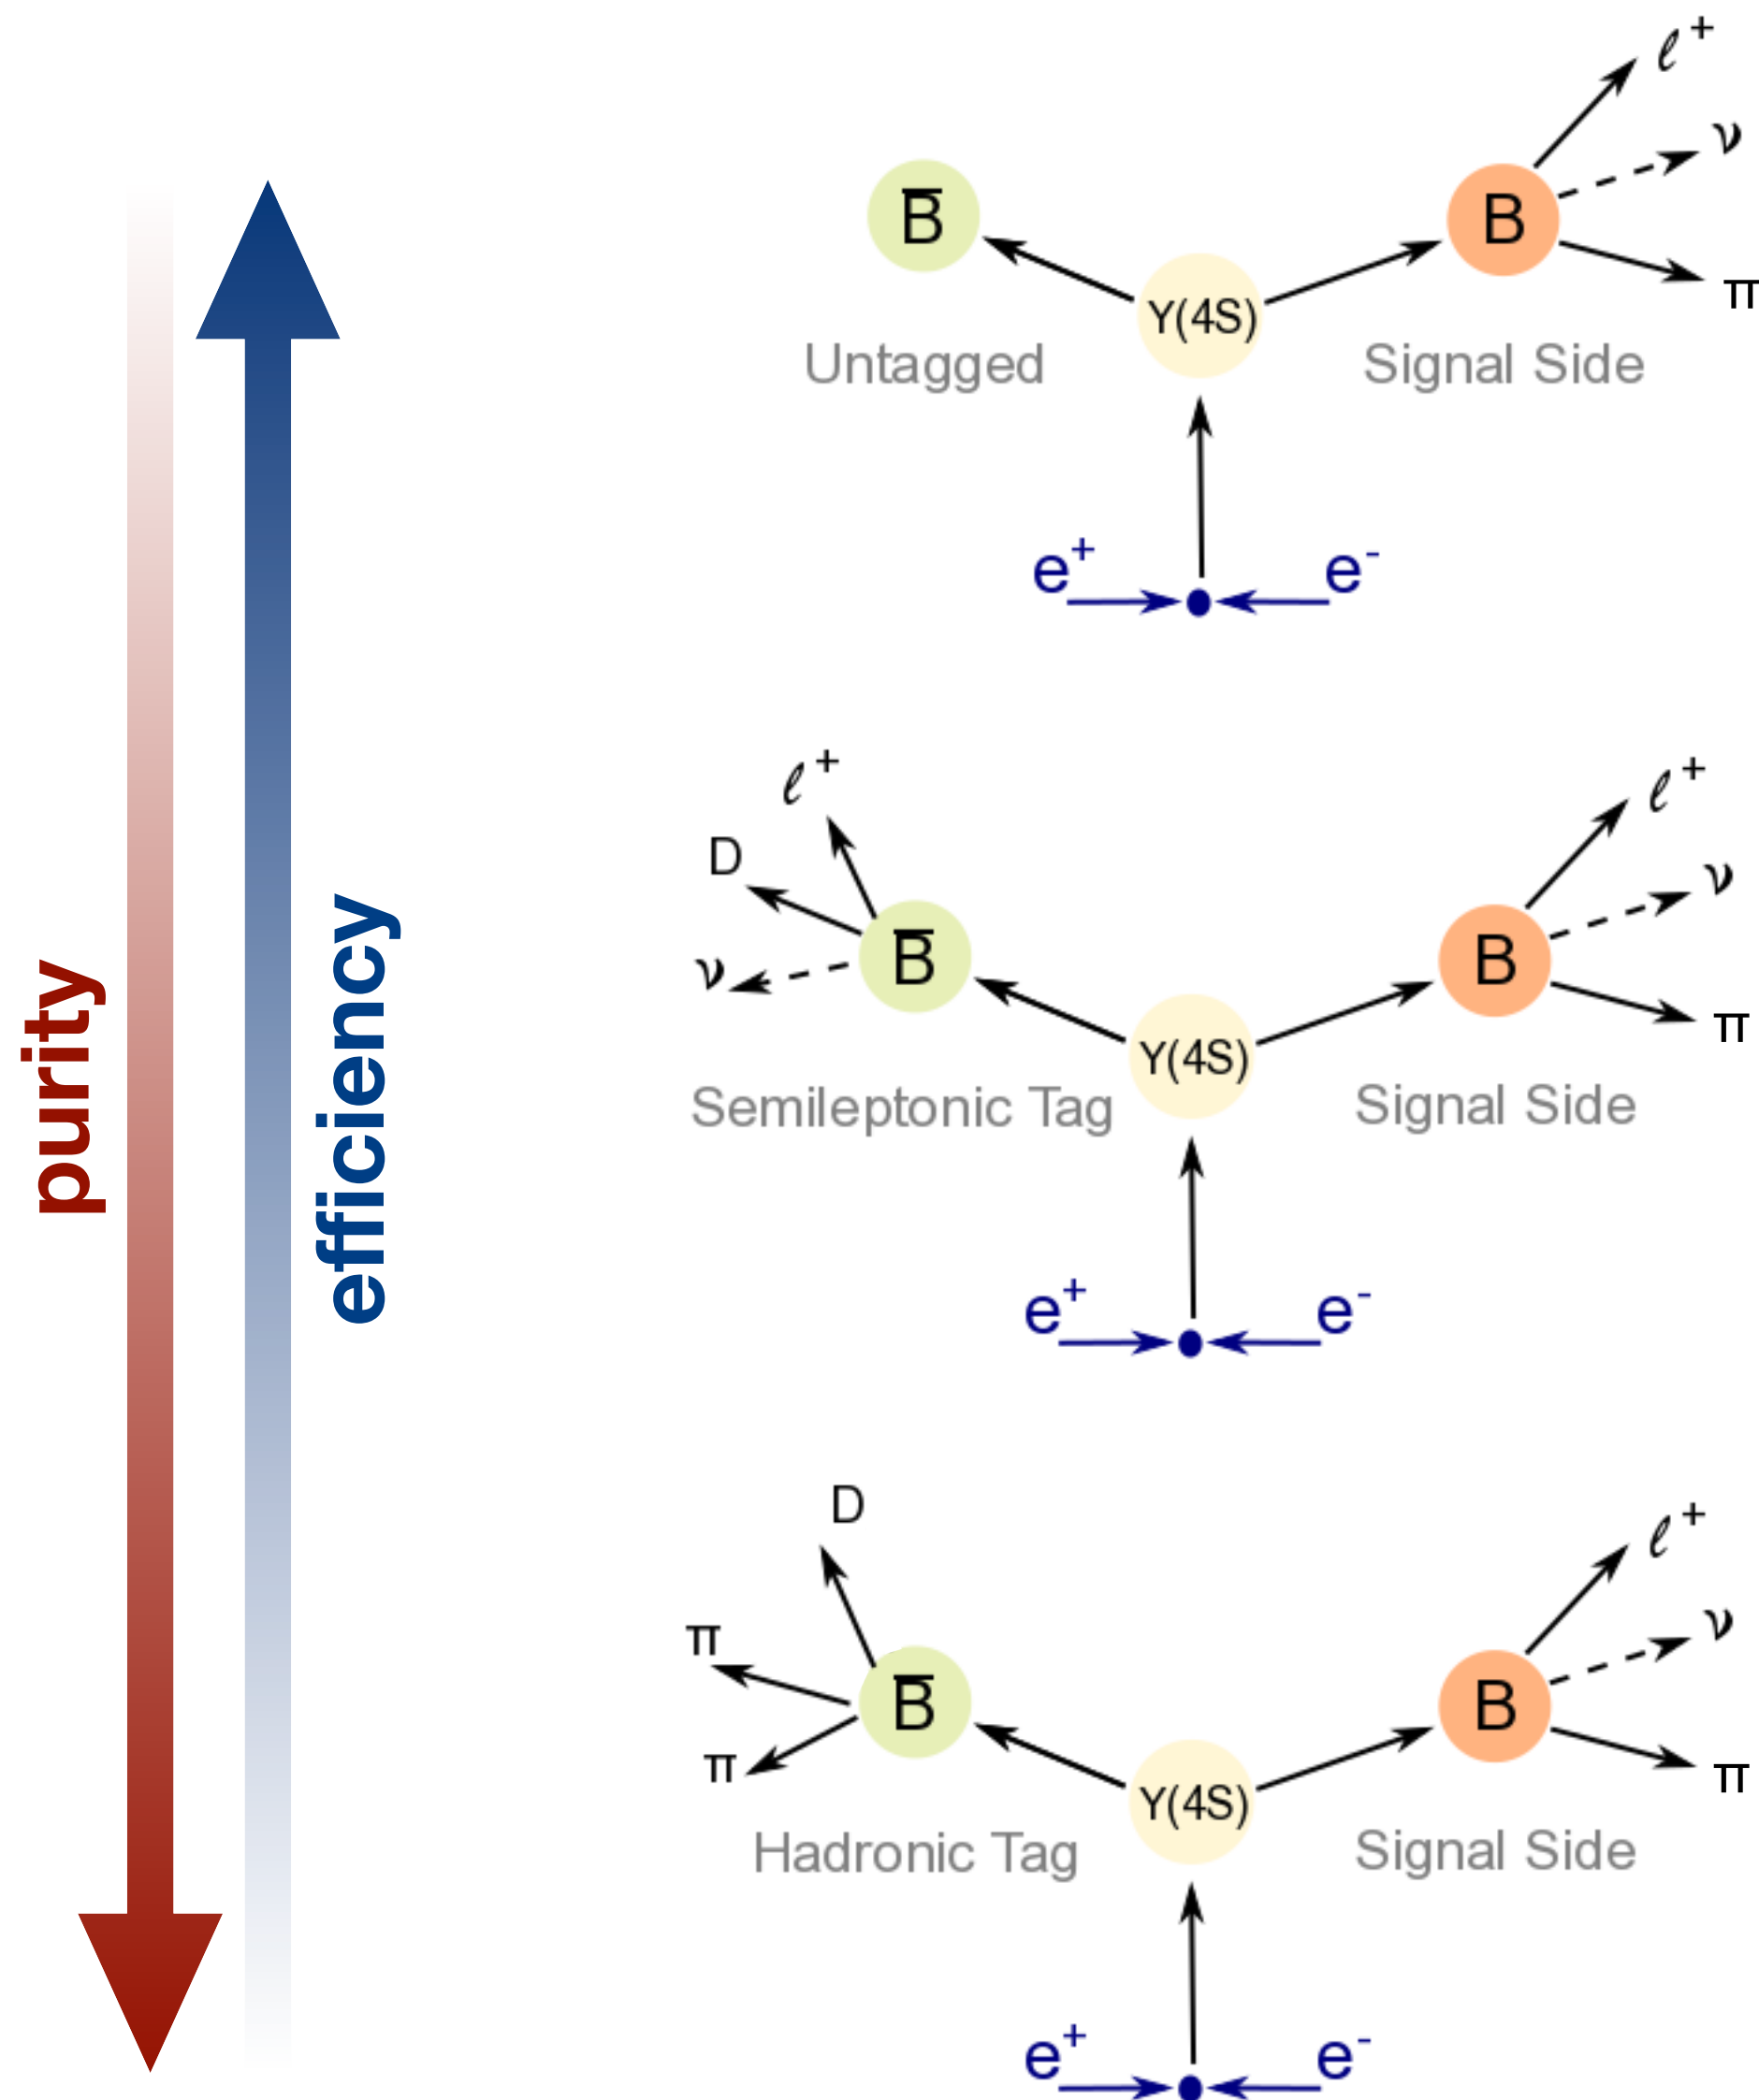 purity
efficiency
ℓ+
ν
B̅
B
π
Υ(4S)
Untagged
Signal Side
e+
e-
ℓ+
ℓ+
D
ν
ν
B̅
B
π
Υ(4S)
Semileptonic Tag
Signal Side
e+
e-
D
ℓ+
π
ν
B̅
B
π
π
Υ(4S)
Hadronic Tag
Signal Side
e+
e-